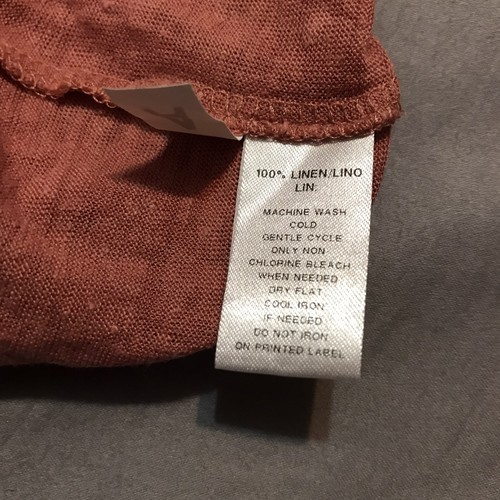 100% LINEN/LINO
LIN.
MACHINE WASH
COLD
GENTLE CYCLE
ONLY NON
CHLORINE BLEACH
WHEN NEEDED
DRY FLAT
COOL IRON
IF NEEDED
DO NOT IRON
ON PRINTED LABEL